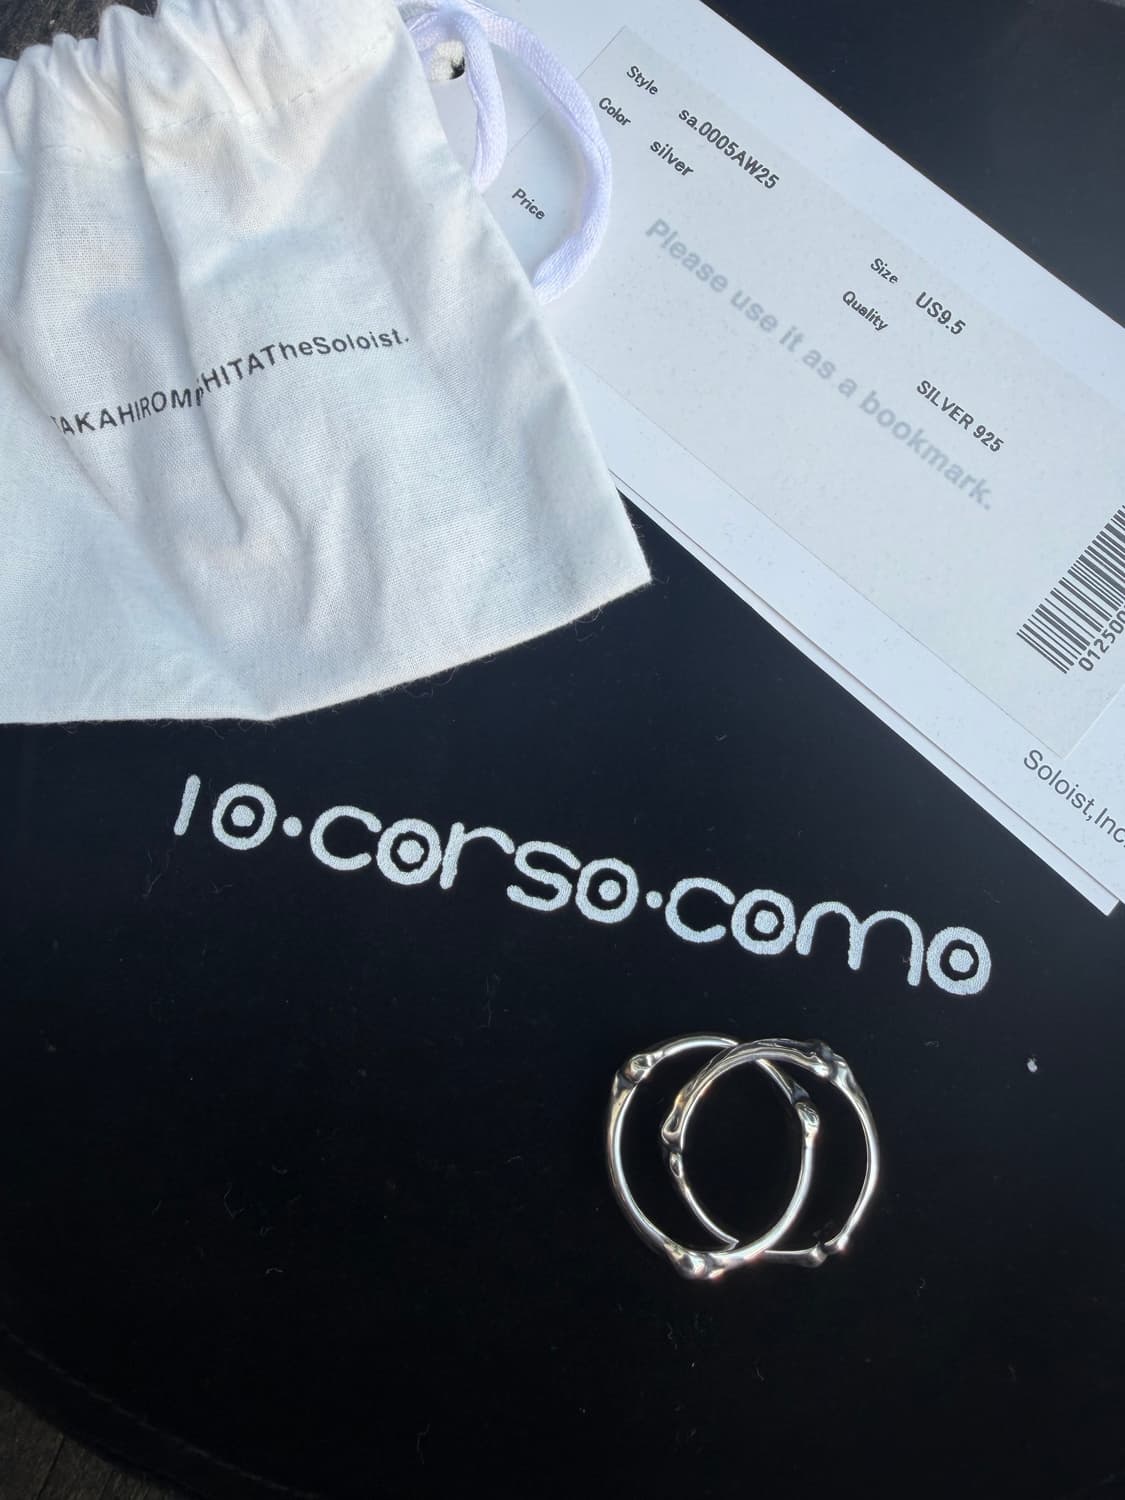 TAKAHIROMIYASHITATheSoloist.
Style sa.0005AW25
Color silver
Price
Size US9.5
Quality SILVER 925
Please use it as a bookmark.
Soloist,Inc.
10·corso·como